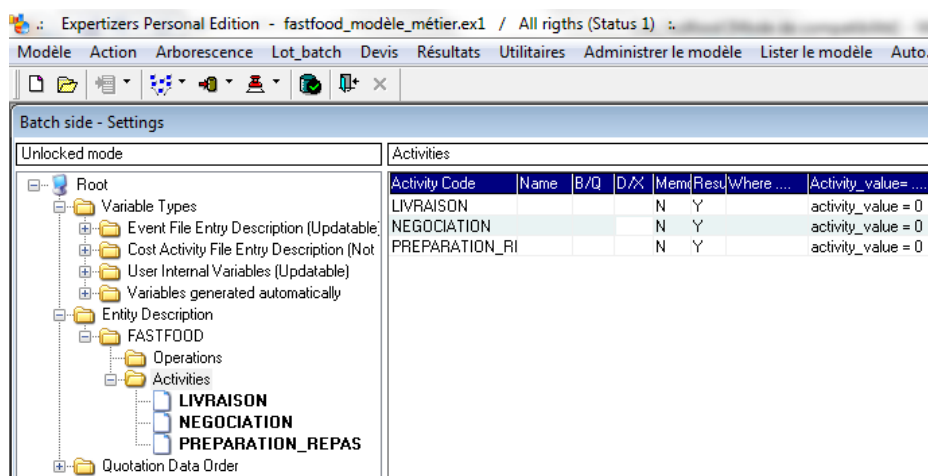 .: Expertizers Personal Edition - fastfood_modèle_métier.ex1 / All rigths (Status 1) :.
Modèle Action Arborescence Lot_batch Devis Résultats Utilitaires Administrer le modèle Lister le modèle Auto.
Batch side - Settings
Unlocked mode
Activities
Root
Variable Types
Event File Entry Description (Updatable)
Cost Activity File Entry Description (Not
User Internal Variables (Updatable)
Variables generated automatically
Entity Description
FASTFOOD
Operations
Activities
LIVRAISON
NEGOCIATION
PREPARATION_REPAS
Quotation Data Order
Activity Code Name B/Q D/X Memo Resu Where .... Activity_value= ....
LIVRAISON N Y activity_value = 0
NEGOCIATION N Y activity_value = 0
PREPARATION_RI N Y activity_value = 0